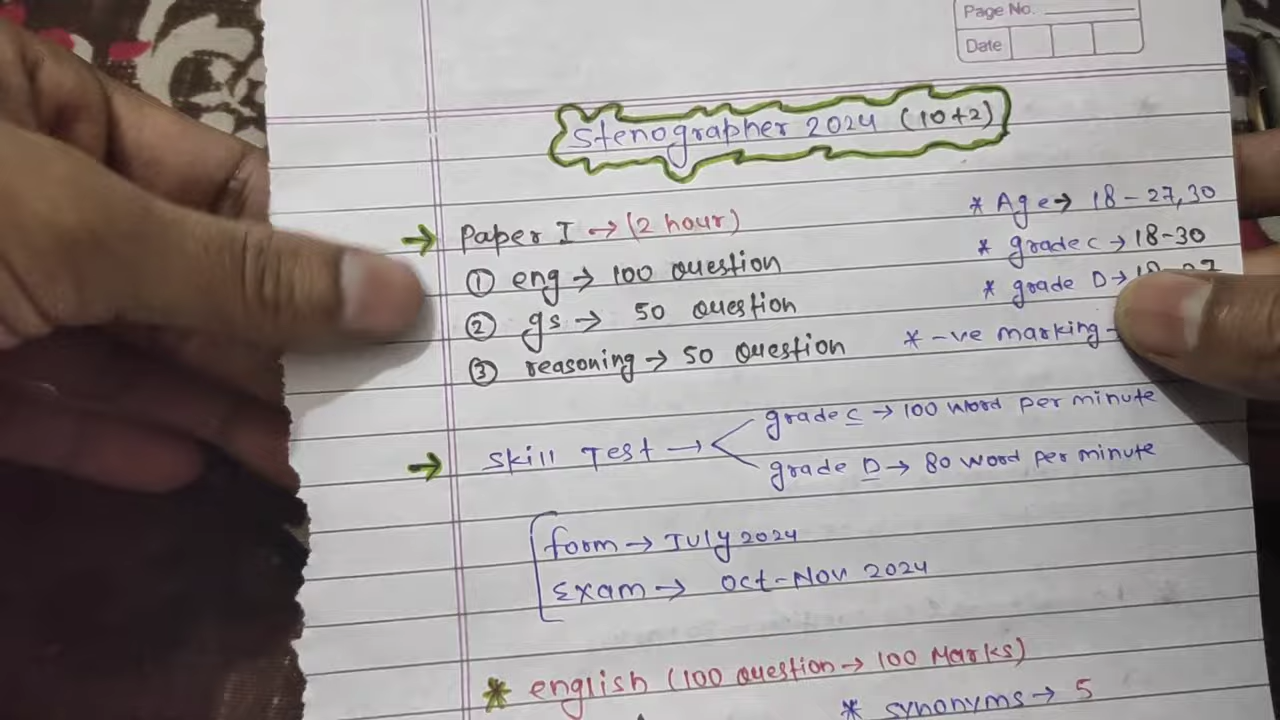 Page No.
Date
Stenographer 2024 (10+2)
→ Paper I → (2 hour)
① eng → 100 Question
② gs → 50 Question
③ reasoning → 50 Question
* Age → 18 - 27, 30
* grade C → 18-30
* grade D →
* -ve marking
→ Skill Test →
grade C → 100 word per minute
grade D → 80 word per minute
form → July 2024
Exam → Oct-Nov 2024
* english (100 Question → 100 Marks)
* synonyms → 5